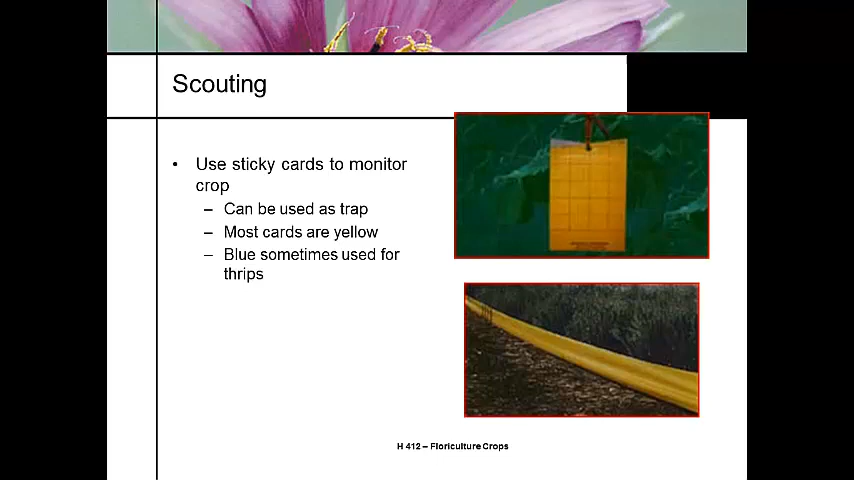 Scouting
• Use sticky cards to monitor
crop
– Can be used as trap
– Most cards are yellow
– Blue sometimes used for
thrips
H 412 – Floriculture Crops